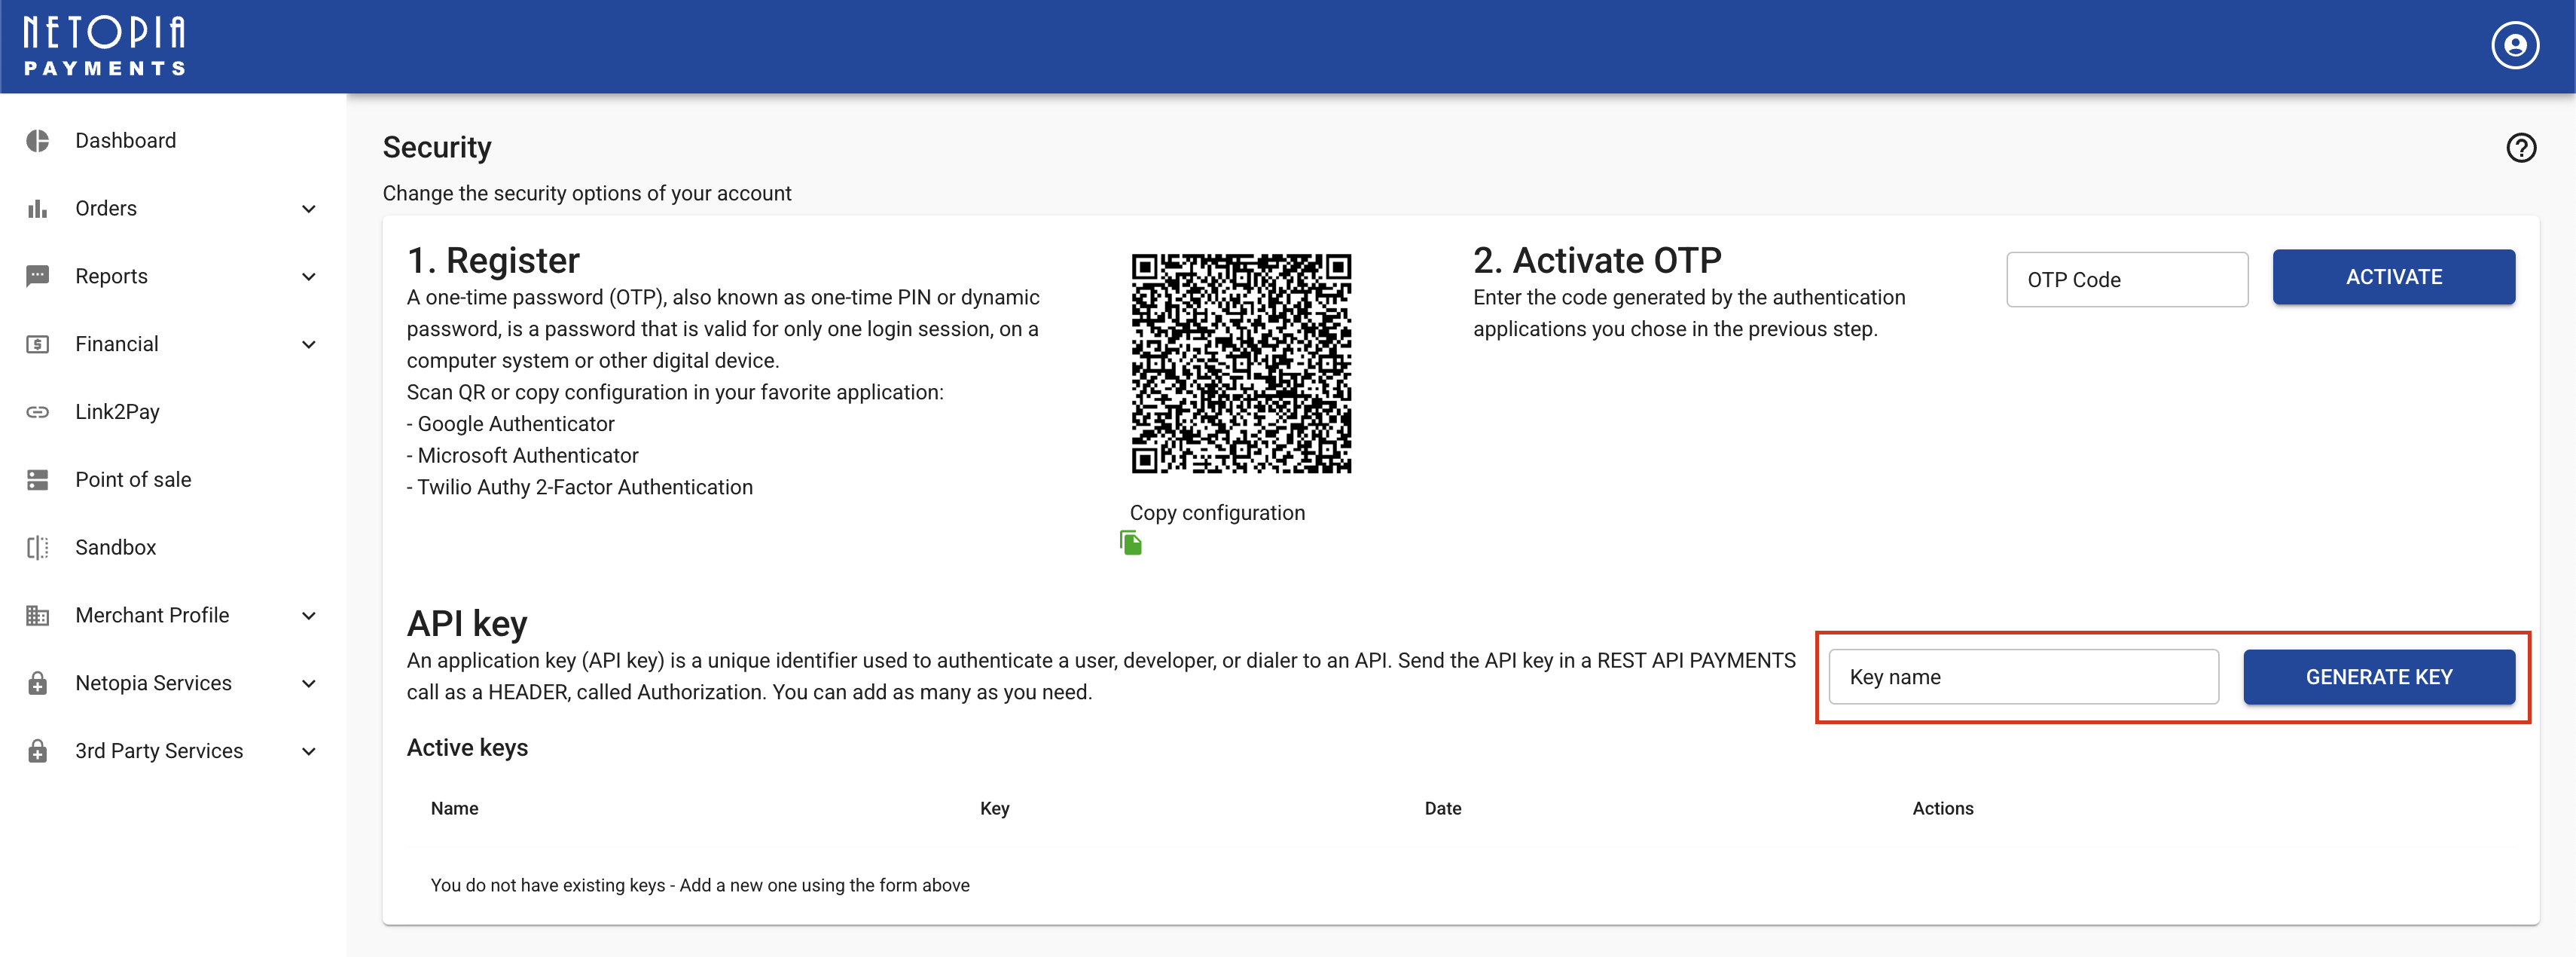 NETOPIA
PAYMENTS
Dashboard
Orders
Reports
Financial
Link2Pay
Point of sale
Sandbox
Merchant Profile
Netopia Services
3rd Party Services
Security
Change the security options of your account
1. Register
A one-time password (OTP), also known as one-time PIN or dynamic
password, is a password that is valid for only one login session, on a
computer system or other digital device.
Scan QR or copy configuration in your favorite application:
- Google Authenticator
- Microsoft Authenticator
- Twilio Authy 2-Factor Authentication
Copy configuration
2. Activate OTP
Enter the code generated by the authentication
applications you chose in the previous step.
OTP Code
ACTIVATE
API key
An application key (API key) is a unique identifier used to authenticate a user, developer, or dialer to an API. Send the API key in a REST API PAYMENTS
call as a HEADER, called Authorization. You can add as many as you need.
Key name
GENERATE KEY
Active keys
Name Key Date Actions
You do not have existing keys - Add a new one using the form above